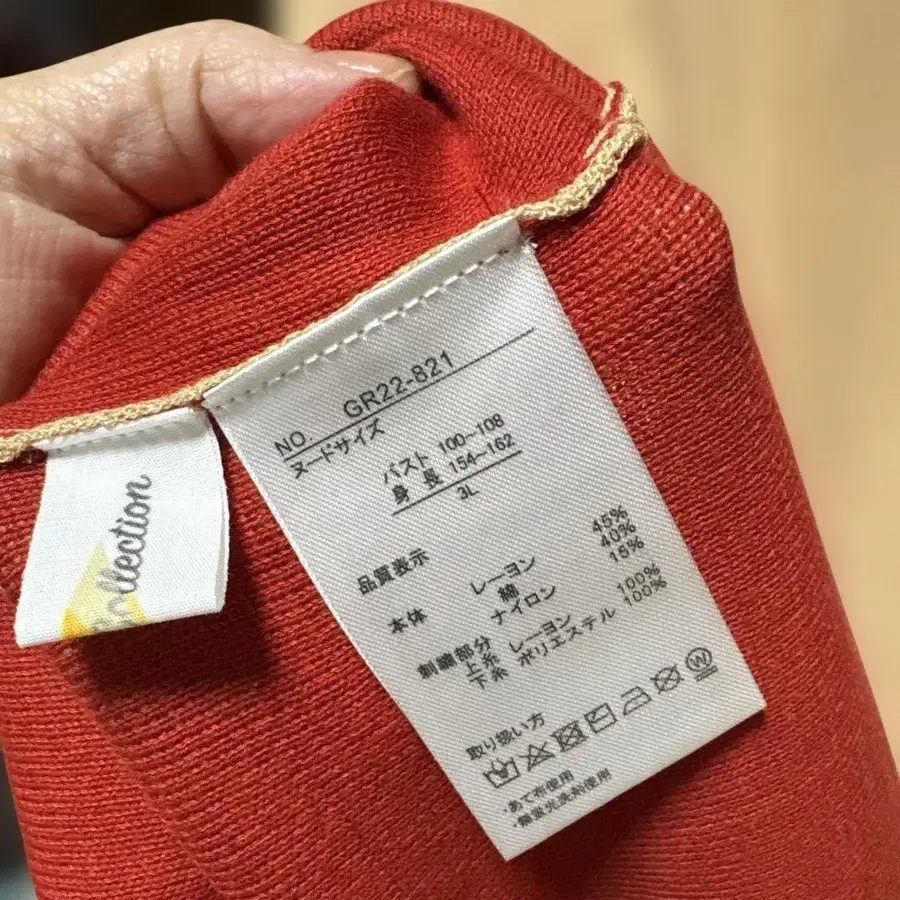 Collection
NO. GR22-821
ヌードサイズ
バスト 100~108
身長 154~162
3L
品質表示
本体 レーヨン 45%
綿 40%
ナイロン 15%
刺繍部分
上糸 レーヨン 100%
下糸 ポリエステル 100%
取り扱い方
・あて布使用
・無蛍光洗剤使用